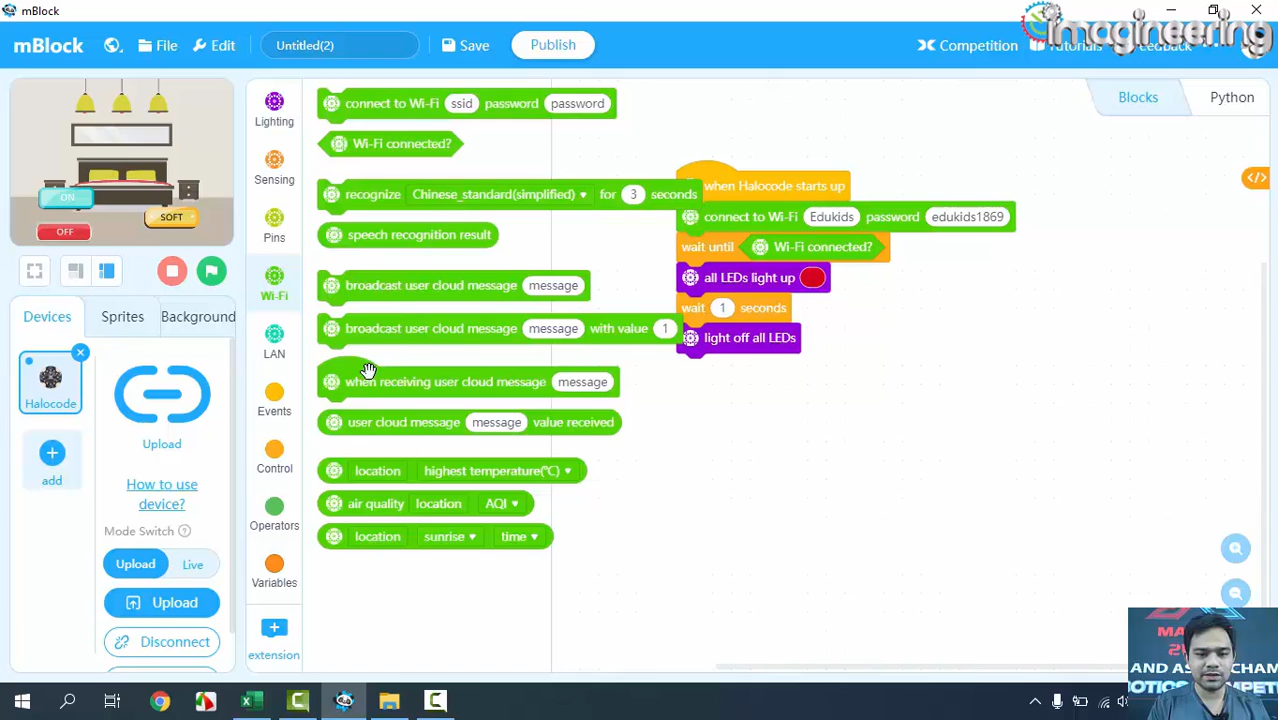 mBlock
imagineering
mBlock
File
Edit
Untitled(2)
Save
Publish
Competition
Tutorials
Feedback
ON
SOFT
OFF
Devices
Sprites
Background
Halocode
add
Upload
How to use
device?
Mode Switch ?
Upload
Live
Upload
Disconnect
Lighting
Sensing
Pins
Wi-Fi
LAN
Events
Control
Operators
Variables
extension
connect to Wi-Fi ssid password password
Wi-Fi connected?
recognize Chinese_standard(simplified) for 3 seconds
speech recognition result
broadcast user cloud message message
broadcast user cloud message message with value 1
when receiving user cloud message message
user cloud message message value received
location highest temperature(℃)
air quality location AQI
location sunrise time
Blocks
Python
</>
when Halocode starts up
connect to Wi-Fi Edukids password edukids1869
wait until Wi-Fi connected?
all LEDs light up
wait 1 seconds
light off all LEDs